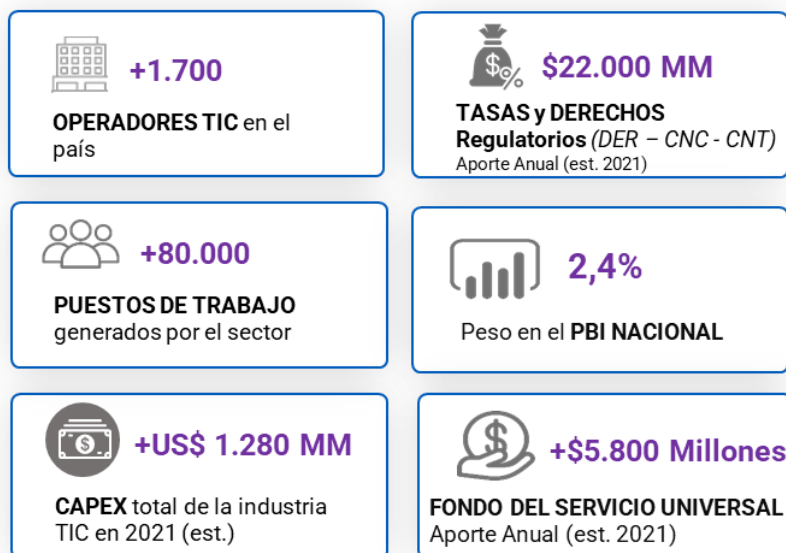 +1.700
OPERADORES TIC en el
país
$%
$22.000 MM
TASAS y DERECHOS
Regulatorios (DER – CNC - CNT)
Aporte Anual (est. 2021)
+80.000
PUESTOS DE TRABAJO
generados por el sector
2,4%
Peso en el PBI NACIONAL
$
+US$ 1.280 MM
CAPEX total de la industria
TIC en 2021 (est.)
$
+$5.800 Millones
FONDO DEL SERVICIO UNIVERSAL
Aporte Anual (est. 2021)